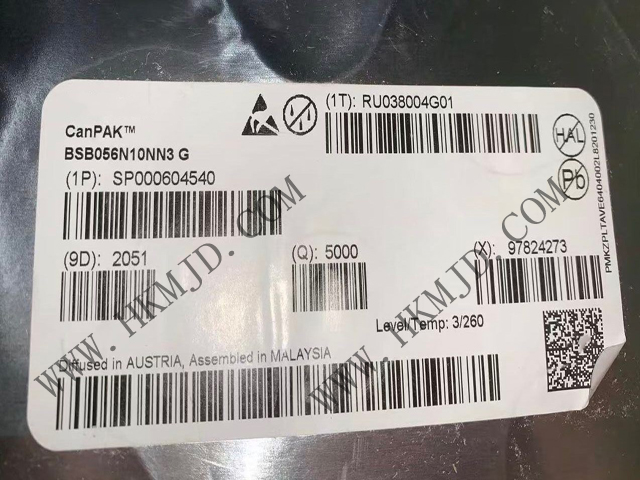 CanPAK™
BSB056N10NN3 G
(1P): SP000604540
(1T): RU038004G01
HAL
Pb
(9D): 2051
(Q): 5000
(X): 97824273
Level/Temp: 3/260
Diffused in AUSTRIA, Assembled in MALAYSIA
PMKZPLTAVE6404002L8201230
WWW.HKMJD.COM
WWW.HKMJD.COM